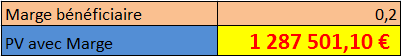 Marge bénéficiaire 0,2
PV avec Marge 1 287 501,10 €